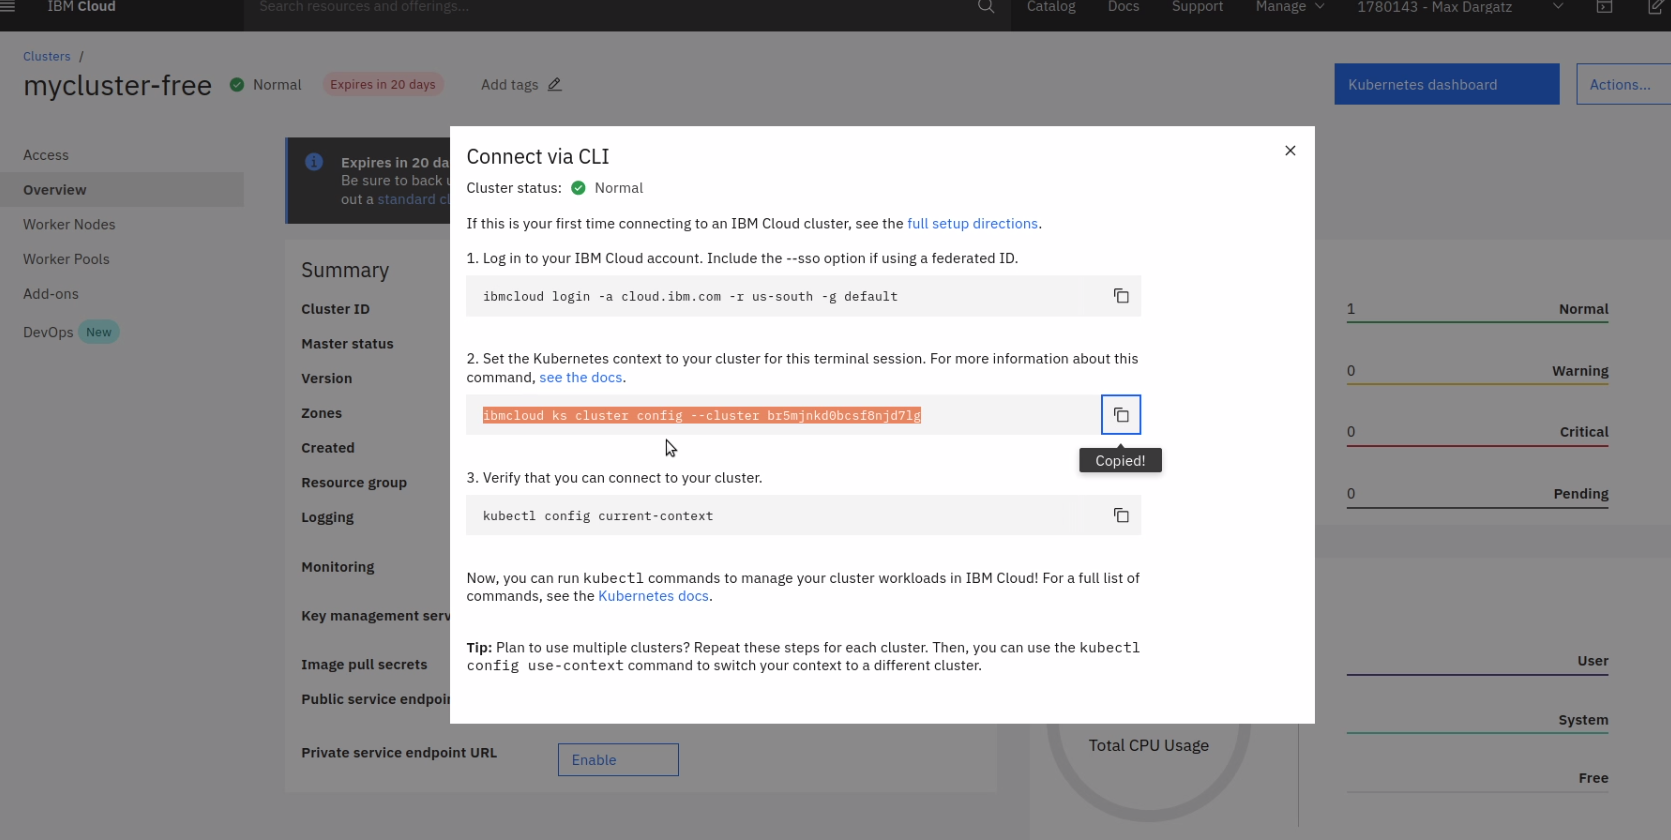 IBM Cloud
Search resources and offerings...
Catalog
Docs
Support
Manage
1780143 - Max Dargatz
Clusters /
mycluster-free
Normal
Expires in 20 days
Add tags
Kubernetes dashboard
Actions...
Access
Overview
Worker Nodes
Worker Pools
Add-ons
DevOps New
Expires in 20 da
Be sure to back u
out a standard cl
Summary
Cluster ID
Master status
Version
Zones
Created
Resource group
Logging
Monitoring
Key management serv
Image pull secrets
Public service endpoin
Private service endpoint URL
Enable
Connect via CLI
Cluster status: Normal
If this is your first time connecting to an IBM Cloud cluster, see the full setup directions.
1. Log in to your IBM Cloud account. Include the --sso option if using a federated ID.
ibmcloud login -a cloud.ibm.com -r us-south -g default
2. Set the Kubernetes context to your cluster for this terminal session. For more information about this
command, see the docs.
ibmcloud ks cluster config --cluster br5mjnkd0bcsf8njd7lg
Copied!
3. Verify that you can connect to your cluster.
kubectl config current-context
Now, you can run kubectl commands to manage your cluster workloads in IBM Cloud! For a full list of
commands, see the Kubernetes docs.
Tip: Plan to use multiple clusters? Repeat these steps for each cluster. Then, you can use the kubectl
config use-context command to switch your context to a different cluster.
1 Normal
0 Warning
0 Critical
0 Pending
Total CPU Usage
User
System
Free